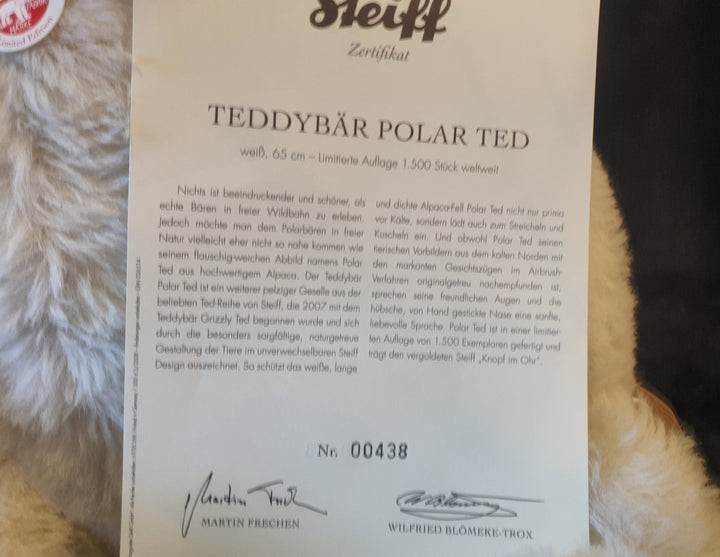 Limited Edition
Steiff
Zertifikat
TEDDYBÄR POLAR TED
weiß, 65 cm – Limitierte Auflage 1.500 Stück weltweit
Nichts ist beeindruckender und schöner, als
echte Bären in freier Wildbahn zu erleben.
Jedoch möchte man dem Polarbären in freier
Natur vielleicht eher nicht so nahe kommen wie
seinem flauschig-weichen Abbild namens Polar
Ted aus hochwertigem Alpaca. Der Teddybär
Polar Ted ist ein weiterer pelziger Geselle aus der
beliebten Ted-Reihe von Steiff, die 2007 mit dem
Teddybär Grizzly Ted begonnen wurde und sich
durch die besonders sorgfältige, naturgetreue
Gestaltung der Tiere im unverwechselbaren Steiff
Design auszeichnet. So schützt das weiße, lange
und dichte Alpaca-Fell Polar Ted nicht nur prima
vor Kälte, sondern lädt auch zum Streicheln und
Kuscheln ein. Und obwohl Polar Ted seinen
tierischen Vorbildern aus dem kalten Norden mit
den markanten Gesichtszügen im Airbrush-
Verfahren originalgetreu nachempfunden ist,
sprechen seine freundlichen Augen und die
hübsche, von Hand gestickte Nase eine sanfte,
liebevolle Sprache. Polar Ted ist in einer limitier-
ten Auflage von 1.500 Exemplaren gefertigt und
trägt den vergoldeten Steiff „Knopf im Ohr".
Nr. 00438
MARTIN FRECHEN
WILFRIED BLÖMEKE-TROX